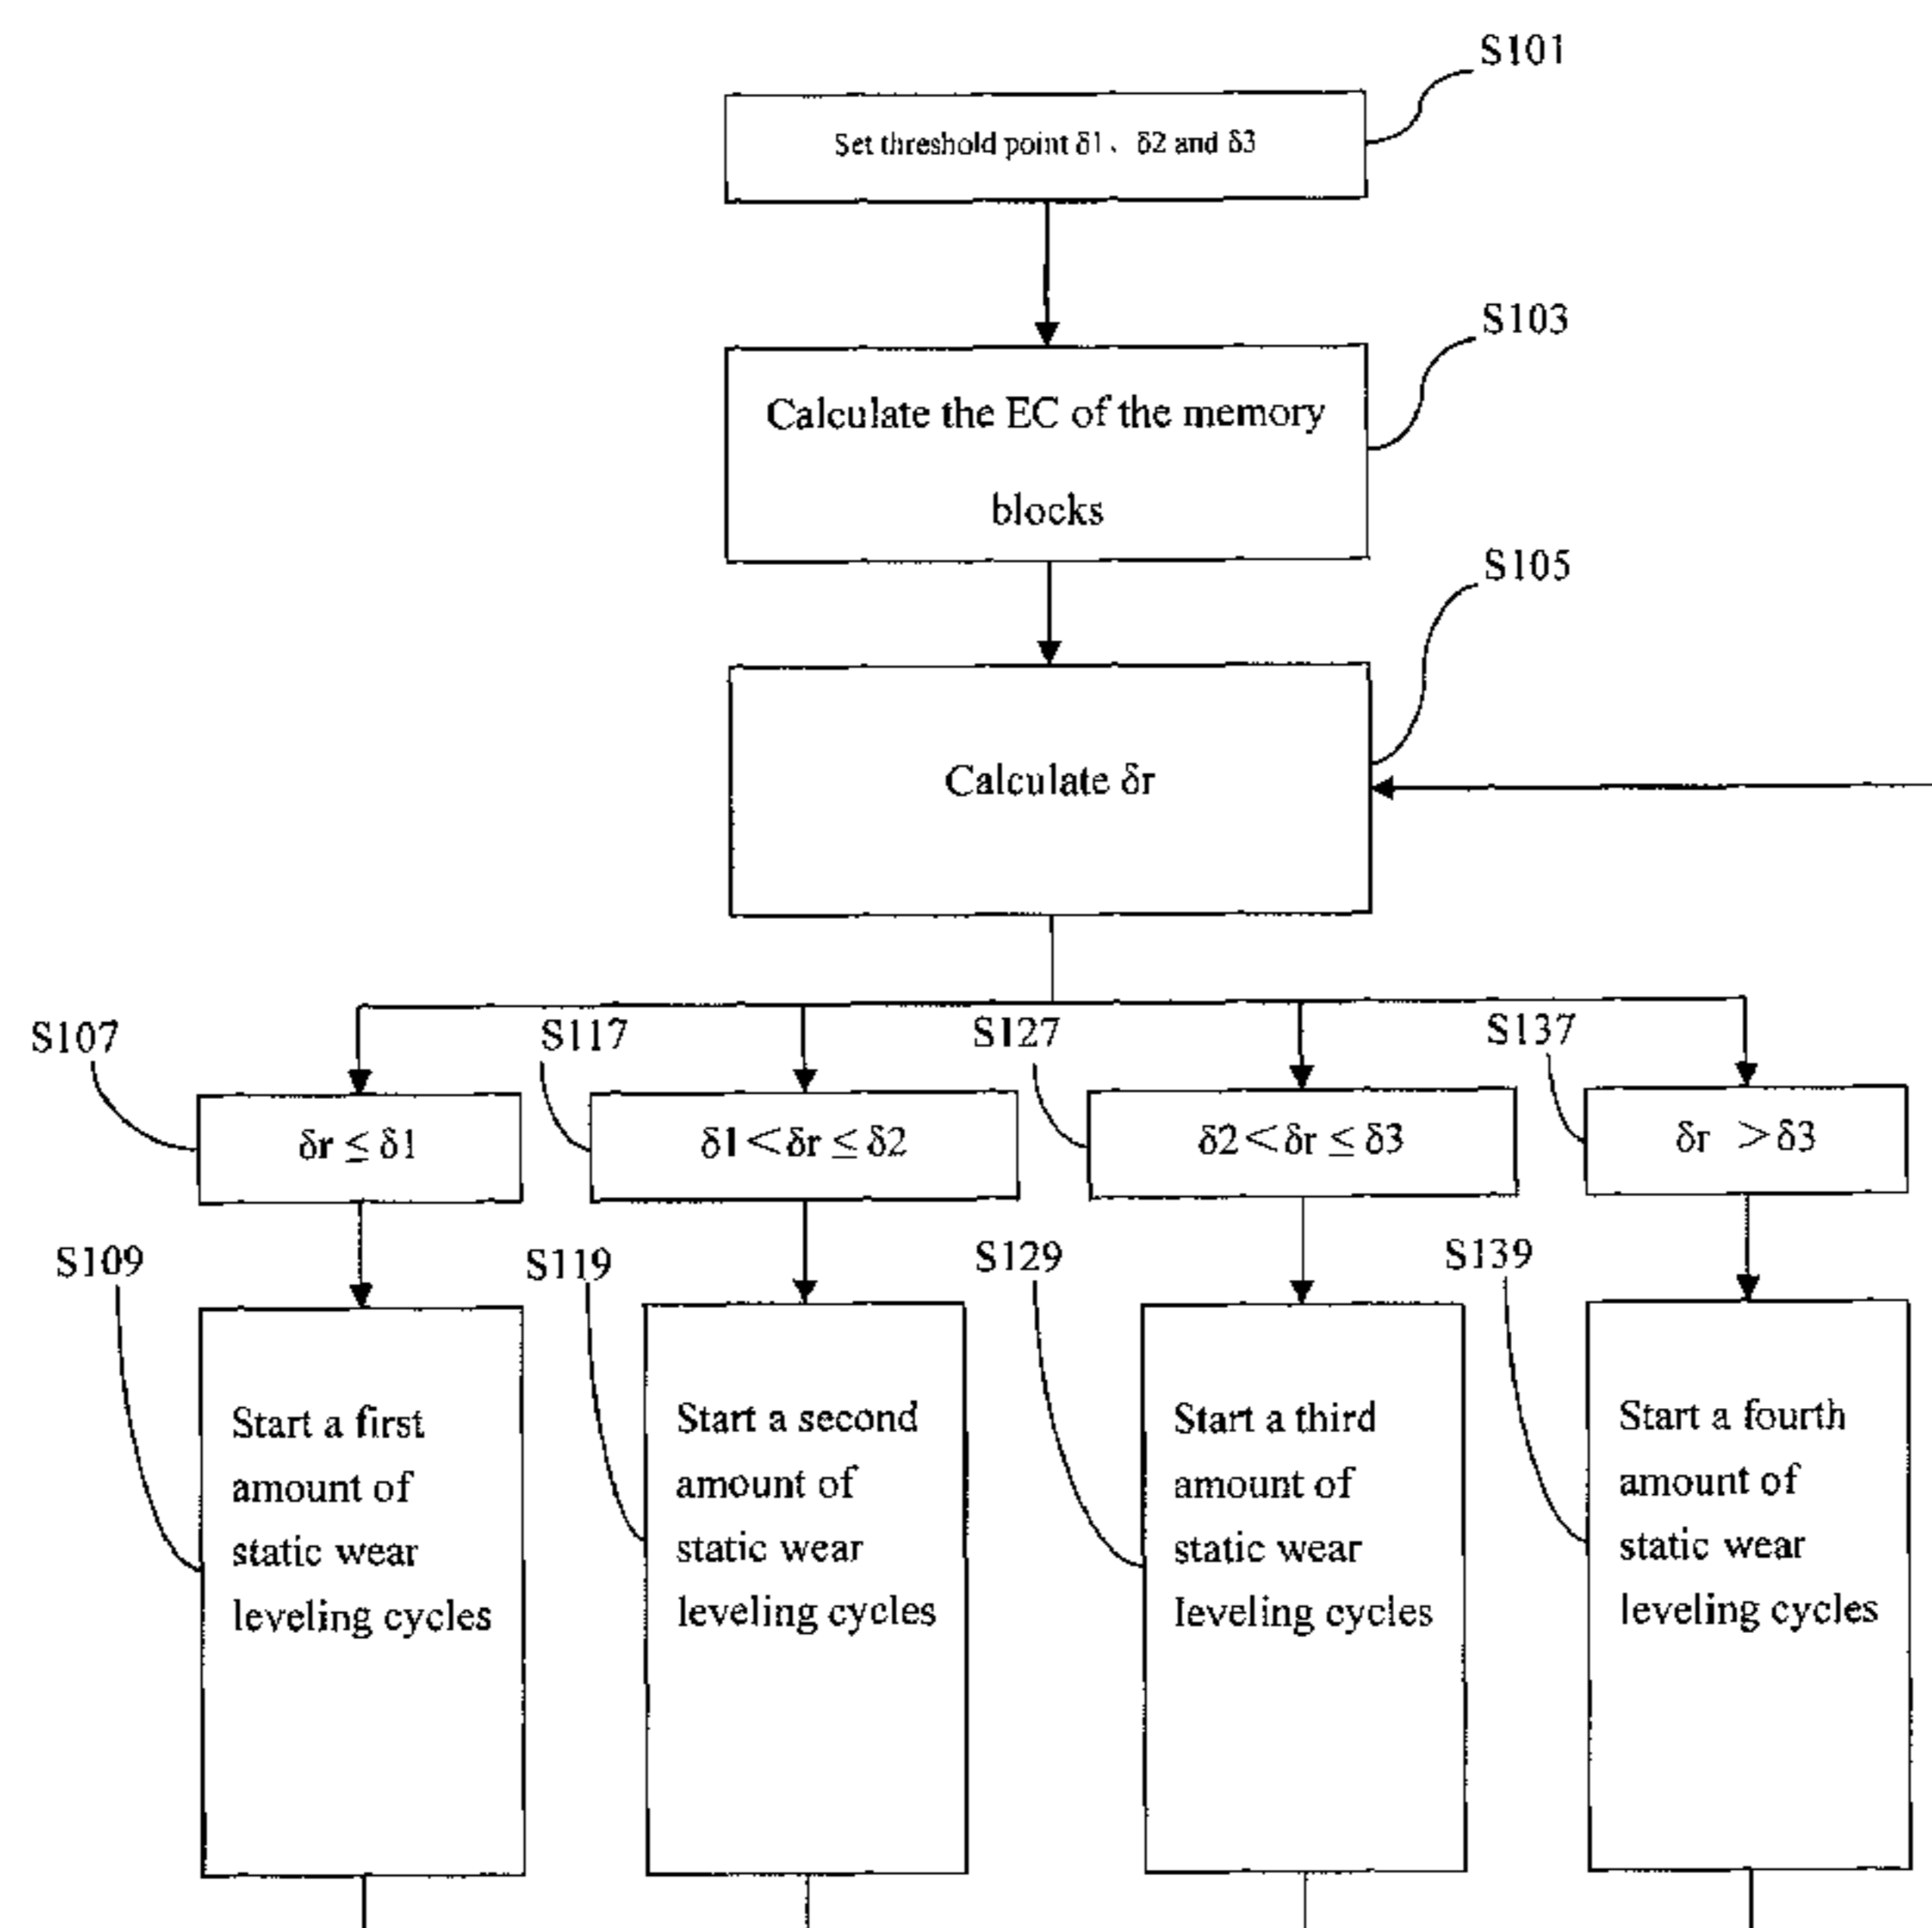 S101
Set threshold point δ1、δ2 and δ3
S103
Calculate the EC of the memory
blocks
S105
Calculate δr
S107
S117
S127
S137
δr ≤ δ1
δ1<δr ≤ δ2
δ2<δr ≤ δ3
δr >δ3
S109
S119
S129
S139
Start a first
amount of
static wear
leveling cycles
Start a second
amount of
static wear
leveling cycles
Start a third
amount of
static wear
leveling cycles
Start a fourth
amount of
static wear
leveling cycles